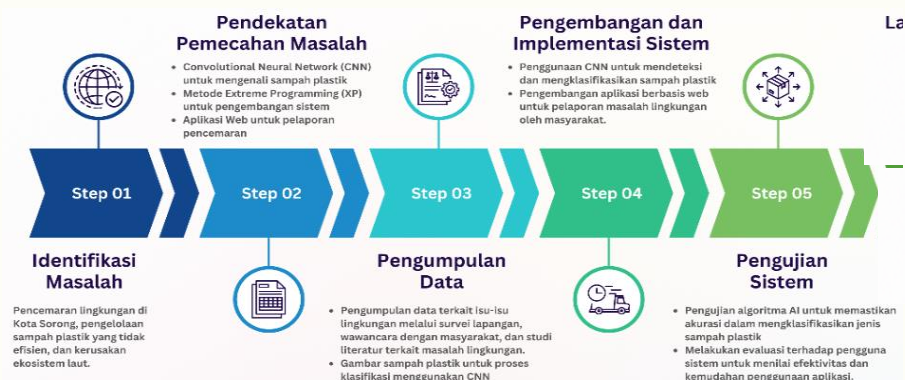 Pendekatan
Pemecahan Masalah
• Convolutional Neural Network (CNN)
untuk mengenali sampah plastik
• Metode Extreme Programming (XP)
untuk pengembangan sistem
• Aplikasi Web untuk pelaporan
pencemaran
Pengembangan dan
Implementasi Sistem
• Penggunaan CNN untuk mendeteksi
dan mengklasifikasikan sampah plastik
• Pengembangan aplikasi berbasis web
untuk pelaporan masalah lingkungan
oleh masyarakat.
La
Step 01
Step 02
Step 03
Step 04
Step 05
Identifikasi
Masalah
Pencemaran lingkungan di
Kota Sorong, pengelolaan
sampah plastik yang tidak
efisien, dan kerusakan
ekosistem laut.
Pengumpulan
Data
• Pengumpulan data terkait isu-isu
lingkungan melalui survei lapangan,
wawancara dengan masyarakat, dan studi
literatur terkait masalah lingkungan.
• Gambar sampah plastik untuk proses
klasifikasi menggunakan CNN
Pengujian
Sistem
• Pengujian algoritma AI untuk memastikan
akurasi dalam mengklasifikasikan jenis
sampah plastik
• Melakukan evaluasi terhadap pengguna
sistem untuk menilai efektivitas dan
kemudahan penggunaan aplikasi.